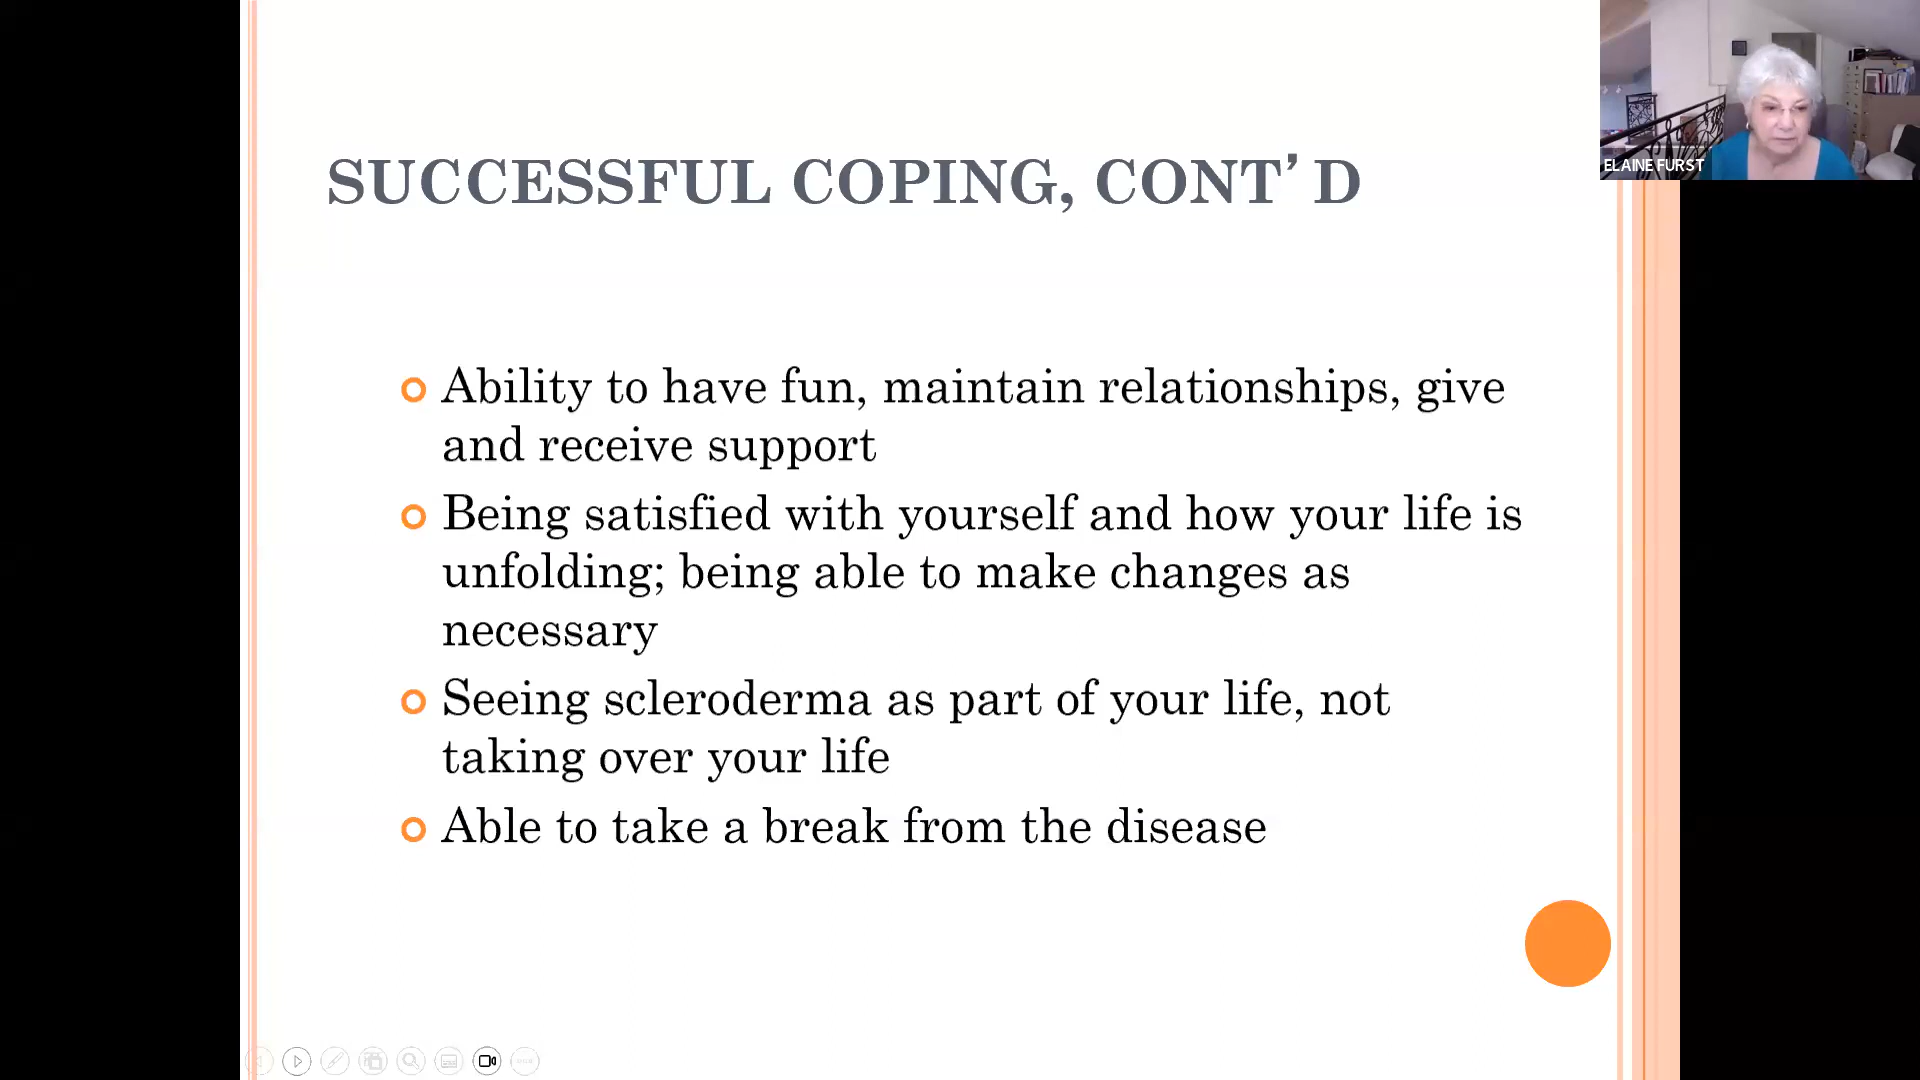 SUCCESSFUL COPING, CONT’D
Ability to have fun, maintain relationships, give
and receive support
Being satisfied with yourself and how your life is
unfolding; being able to make changes as
necessary
Seeing scleroderma as part of your life, not
taking over your life
Able to take a break from the disease
ELAINE FURST